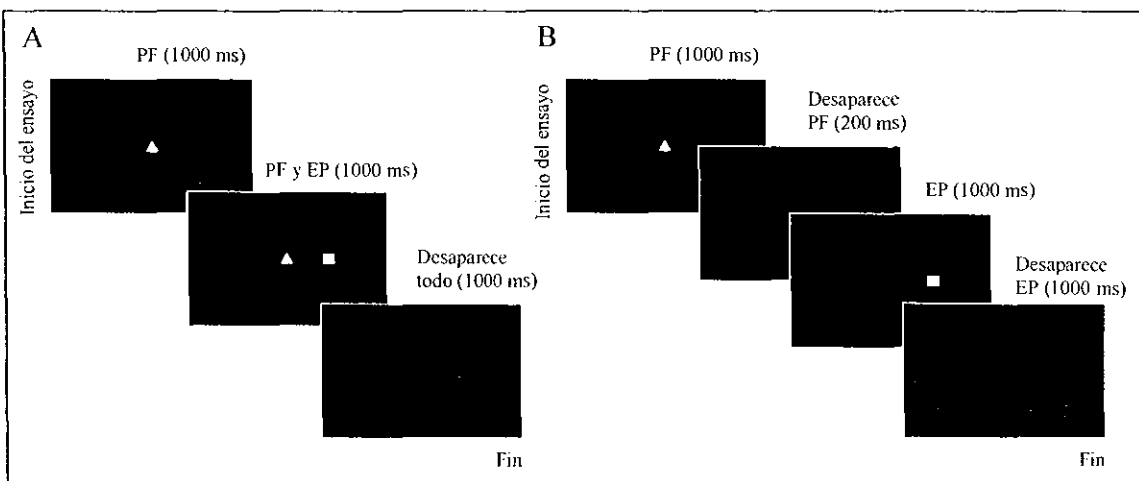 A
PF (1000 ms)
Inicio del ensayo
PF y EP (1000 ms)
Desaparece
todo (1000 ms)
Fin
B
PF (1000 ms)
Inicio del ensayo
Desaparece
PF (200 ms)
EP (1000 ms)
Desaparece
EP (1000 ms)
Fin